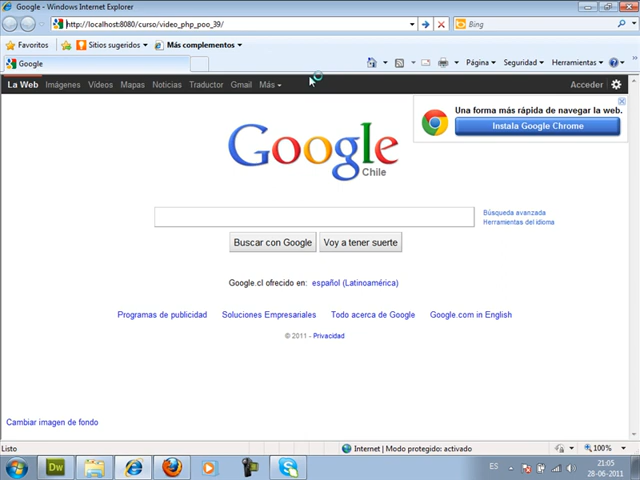 Google - Windows Internet Explorer
http://localhost:8080/curso/video_php_poo_39/
Bing
Favoritos
Sitios sugeridos
Más complementos
Google
Página
Seguridad
Herramientas
La Web Imágenes Vídeos Mapas Noticias Traductor Gmail Más
Acceder
Una forma más rápida de navegar la web.
Instala Google Chrome
Google
Chile
Búsqueda avanzada
Herramientas del idioma
Buscar con Google
Voy a tener suerte
Google.cl ofrecido en: español (Latinoamérica)
Programas de publicidad Soluciones Empresariales Todo acerca de Google Google.com in English
© 2011 - Privacidad
Cambiar imagen de fondo
Listo
Internet | Modo protegido: activado
100%
Dw
ES
21:05
28-06-2011